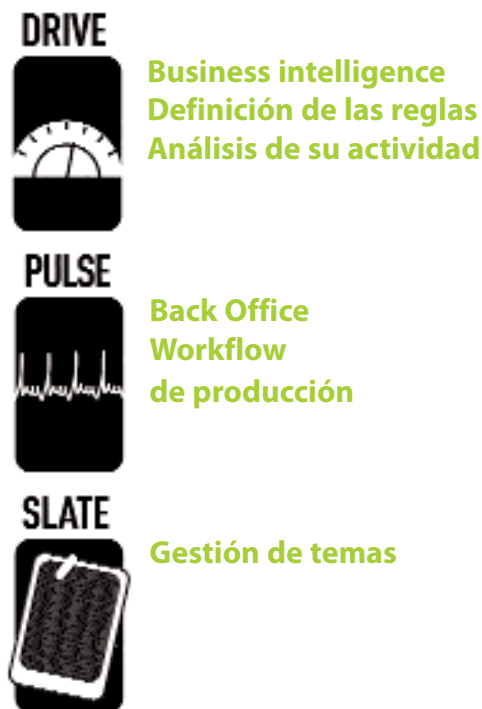 DRIVE
Business intelligence
Definición de las reglas
Análisis de su actividad
PULSE
Back Office
Workflow
de producción
SLATE
Gestión de temas